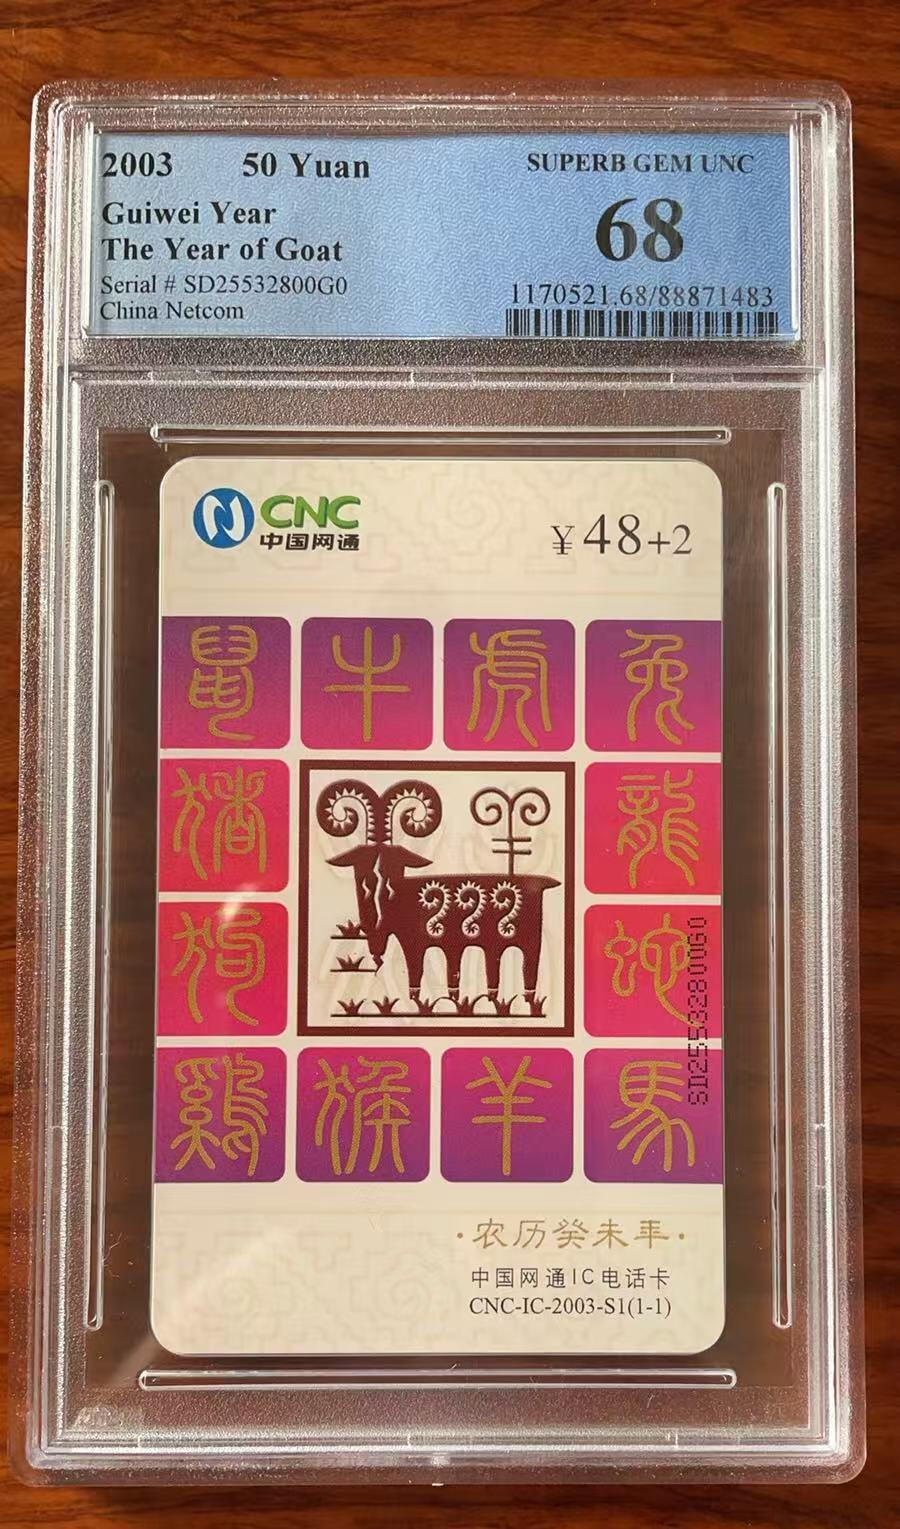 2003 50 Yuan
SUPERB GEM UNC
Guiwei Year
68
The Year of Goat
Serial # SD25532800G0
1170521.68/88871483
China Netcom
CNC
中国网通
¥48+2
鼠 牛 虎 兔
猪 龍
狗 蛇
SD25532800G0
鷄 猴 羊 馬
·农历癸未年·
中国网通IC电话卡
CNC-IC-2003-S1(1-1)